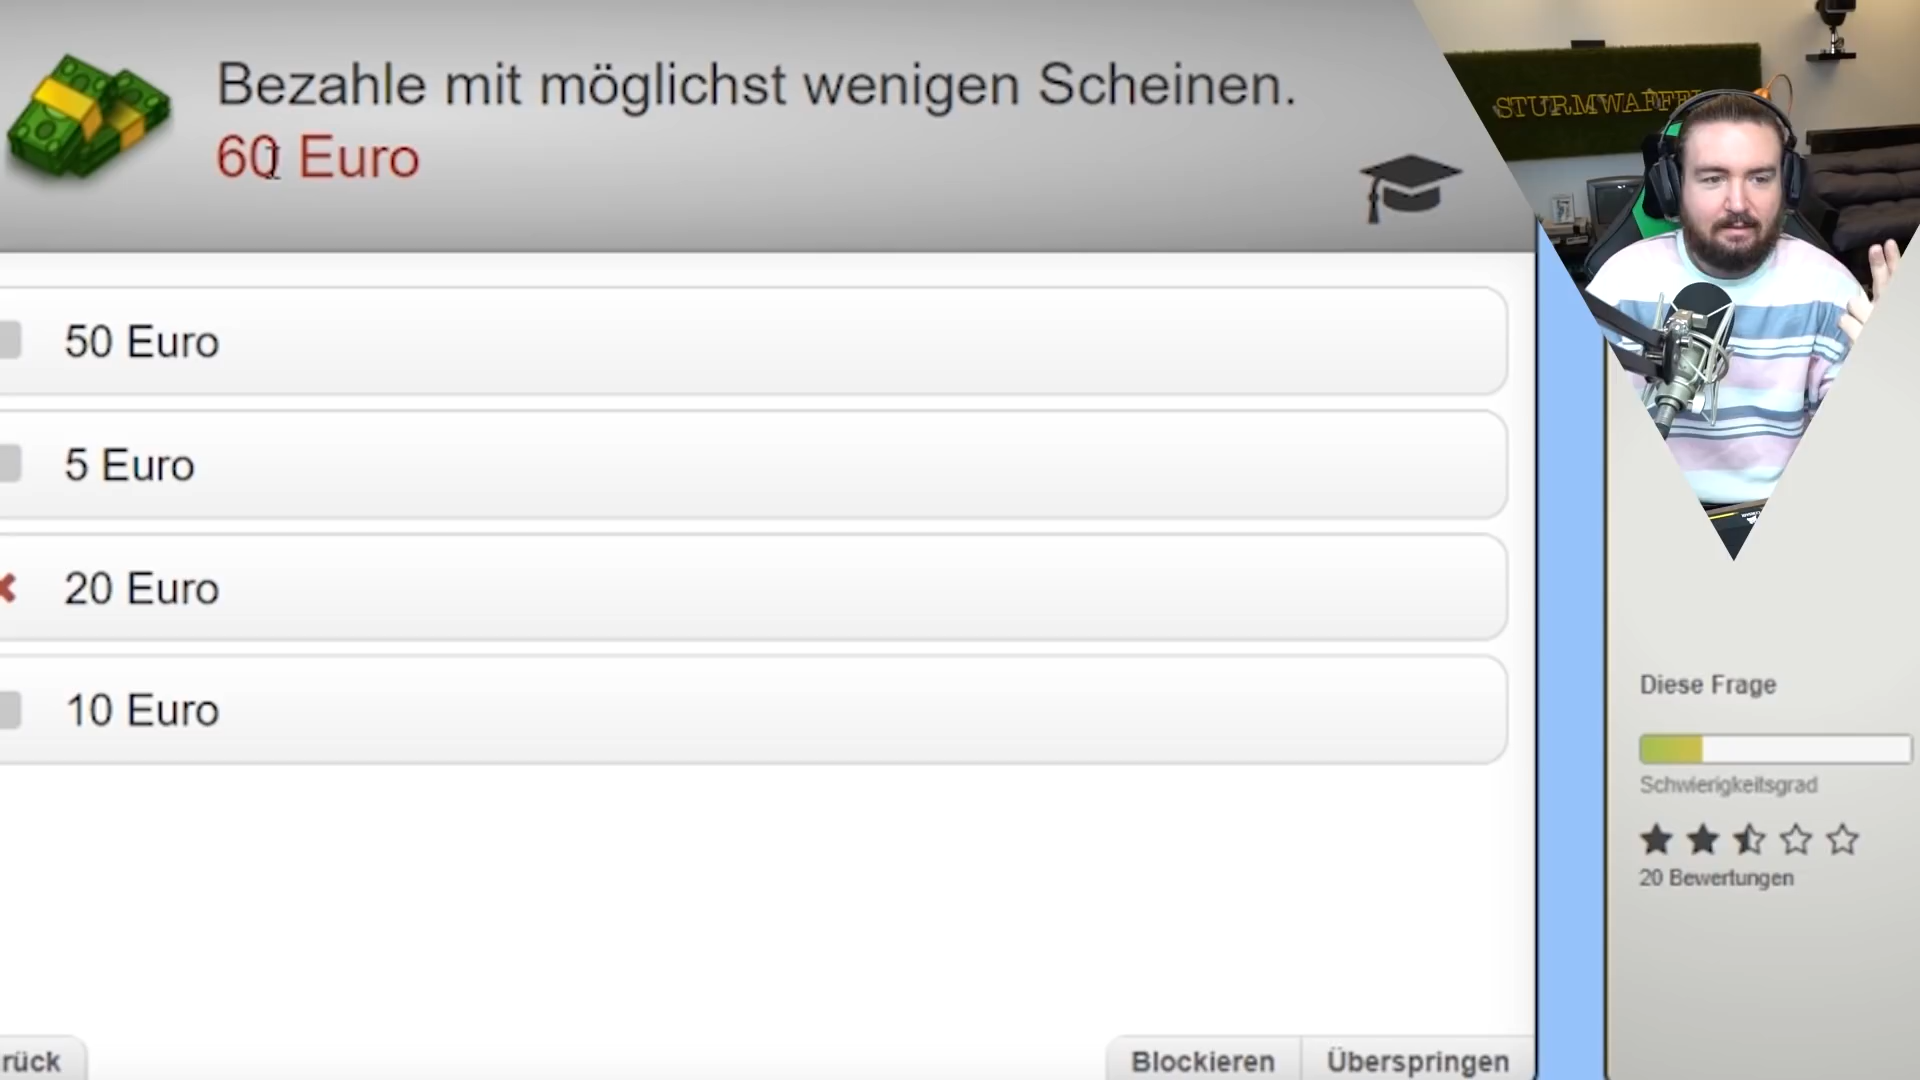 Bezahle mit möglichst wenigen Scheinen.
60 Euro
STURMWAFFEL
50 Euro
5 Euro
20 Euro
10 Euro
Diese Frage
Schwierigkeitsgrad
20 Bewertungen
rück
Blockieren
Überspringen